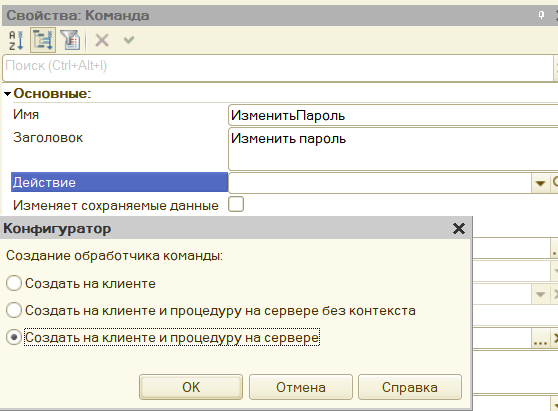 Свойства: Команда
Поиск (Ctrl+Alt+I)
Основные:
Имя
ИзменитьПароль
Заголовок
Изменить пароль
Действие
Изменяет сохраняемые данные
Конфигуратор
Создание обработчика команды:
Создать на клиенте
Создать на клиенте и процедуру на сервере без контекста
Создать на клиенте и процедуру на сервере
OK
Отмена
Справка